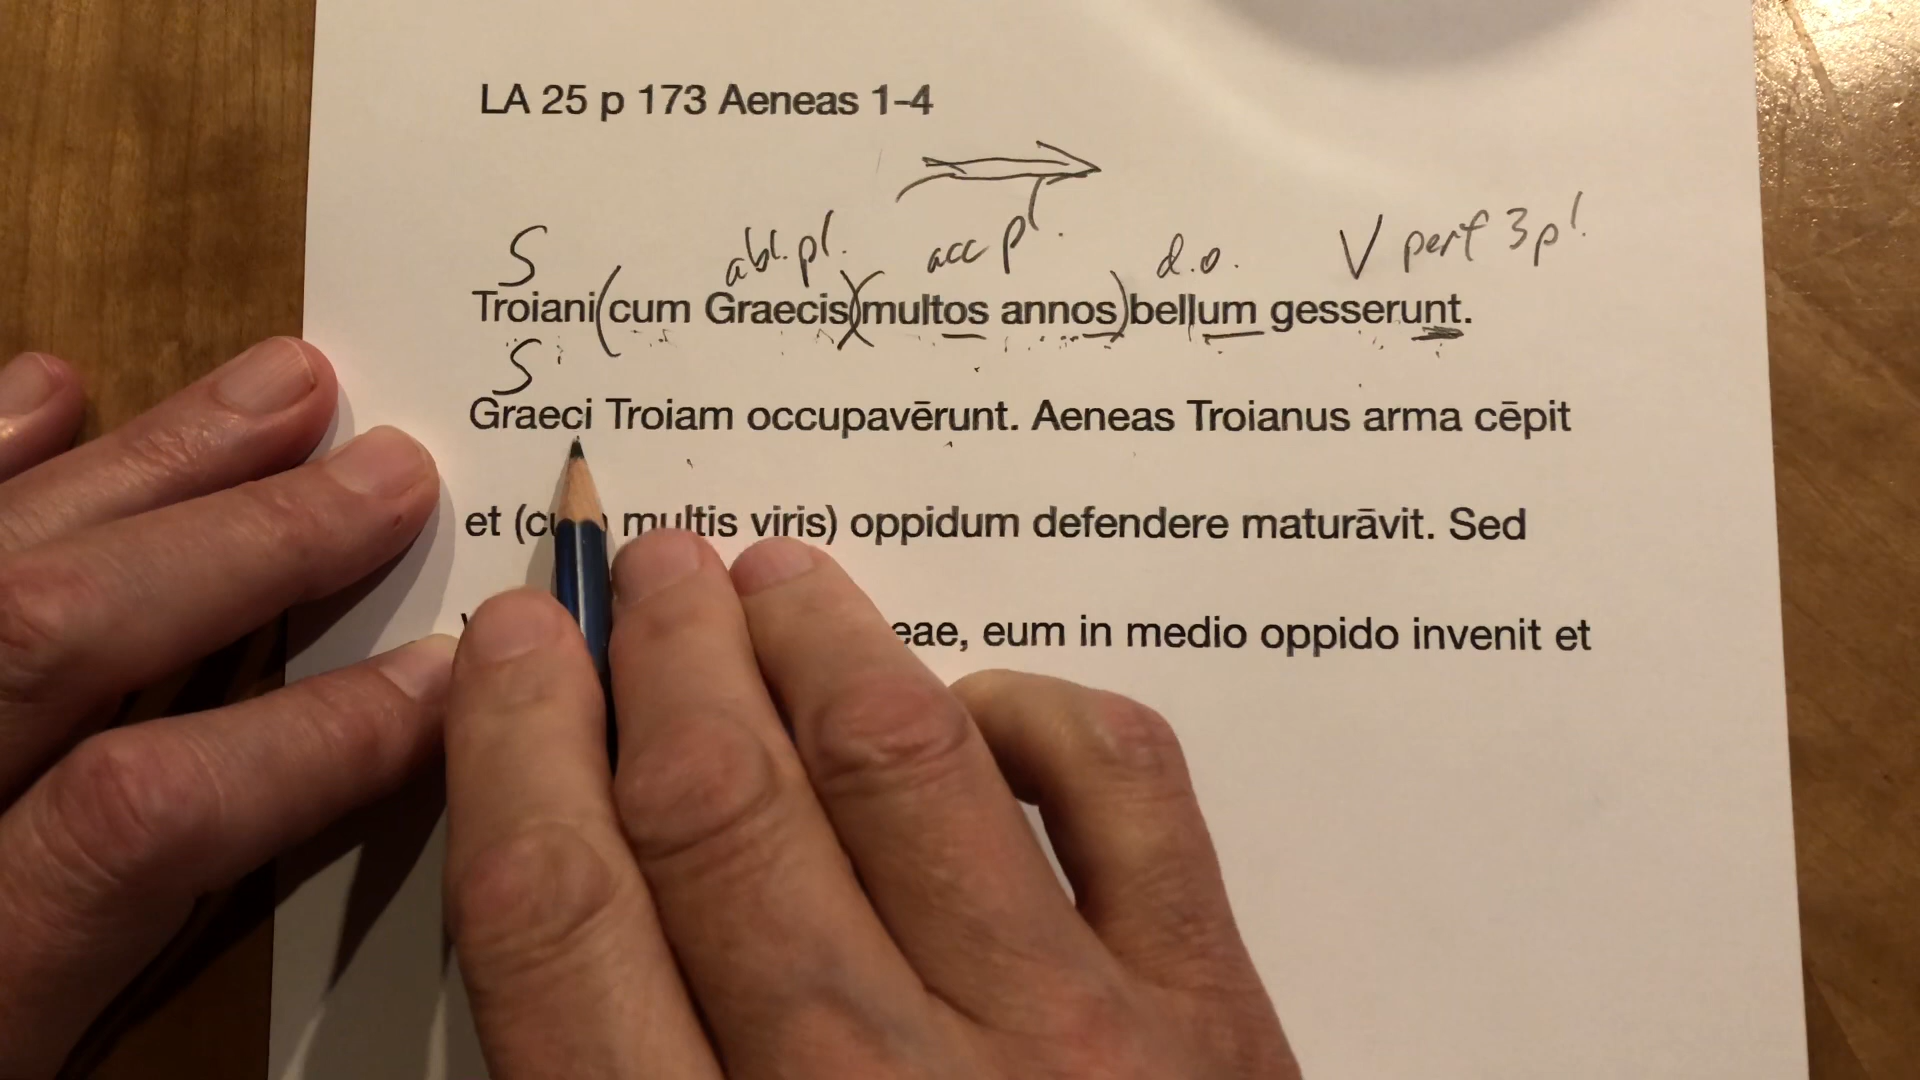 LA 25 p 173 Aeneas 1-4
S abl. pl. acc pl. d.o. V perf 3 pl.
Troiani (cum Graecis) (multos annos) bellum gesserunt.
S
Graeci Troiam occupavērunt. Aeneas Troianus arma cēpit
et multis viris) oppidum defendere maturāvit. Sed
eum in medio oppido invenit et